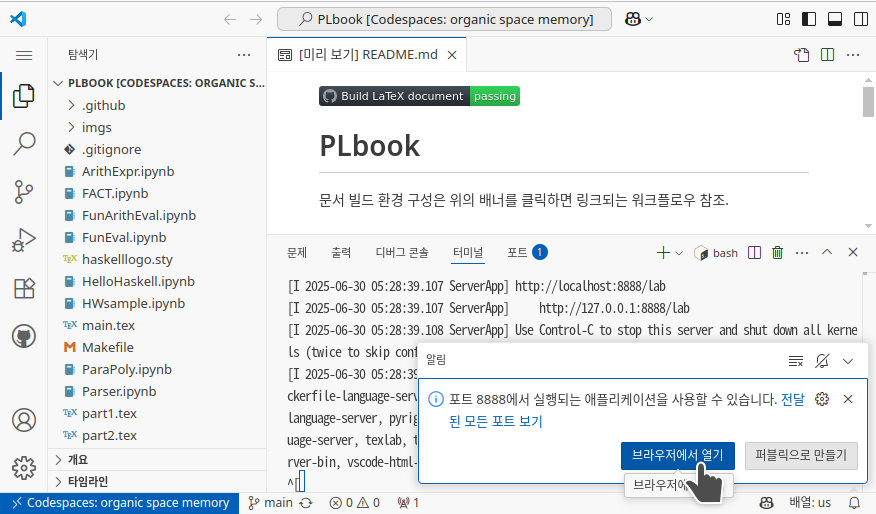 PLbook [Codespaces: organic space memory]
탐색기
PLBOOK [CODESPACES: ORGANIC S...
.github
imgs
.gitignore
ArithExpr.ipynb
FACT.ipynb
FunArithEval.ipynb
FunEval.ipynb
haskelllogo.sty
HelloHaskell.ipynb
HWsample.ipynb
main.tex
Makefile
ParaPoly.ipynb
Parser.ipynb
part1.tex
part2.tex
개요
타임라인
[미리 보기] README.md
Build LaTeX document passing
PLbook
문서 빌드 환경 구성은 위의 배너를 클릭하면 링크되는 워크플로우 참조.
문제 출력 디버그 콘솔 터미널 포트 1
bash
[I 2025-06-30 05:28:39.107 ServerApp] http://localhost:8888/lab
[I 2025-06-30 05:28:39.107 ServerApp]     http://127.0.0.1:8888/lab
[I 2025-06-30 05:28:39.108 ServerApp] Use Control-C to stop this server and shut down all kerne
ls (twice to skip conf
[I 2025-06-30 05:28:39
ckerfile-language-serv
language-server, pyrig
uage-server, texlab, t
rver-bin, vscode-html-
^[
알림
포트 8888에서 실행되는 애플리케이션을 사용할 수 있습니다. 전달
된 모든 포트 보기
브라우저에서 열기
퍼블릭으로 만들기
브라우저에
Codespaces: organic space memory
main
0 0
1
배열: us